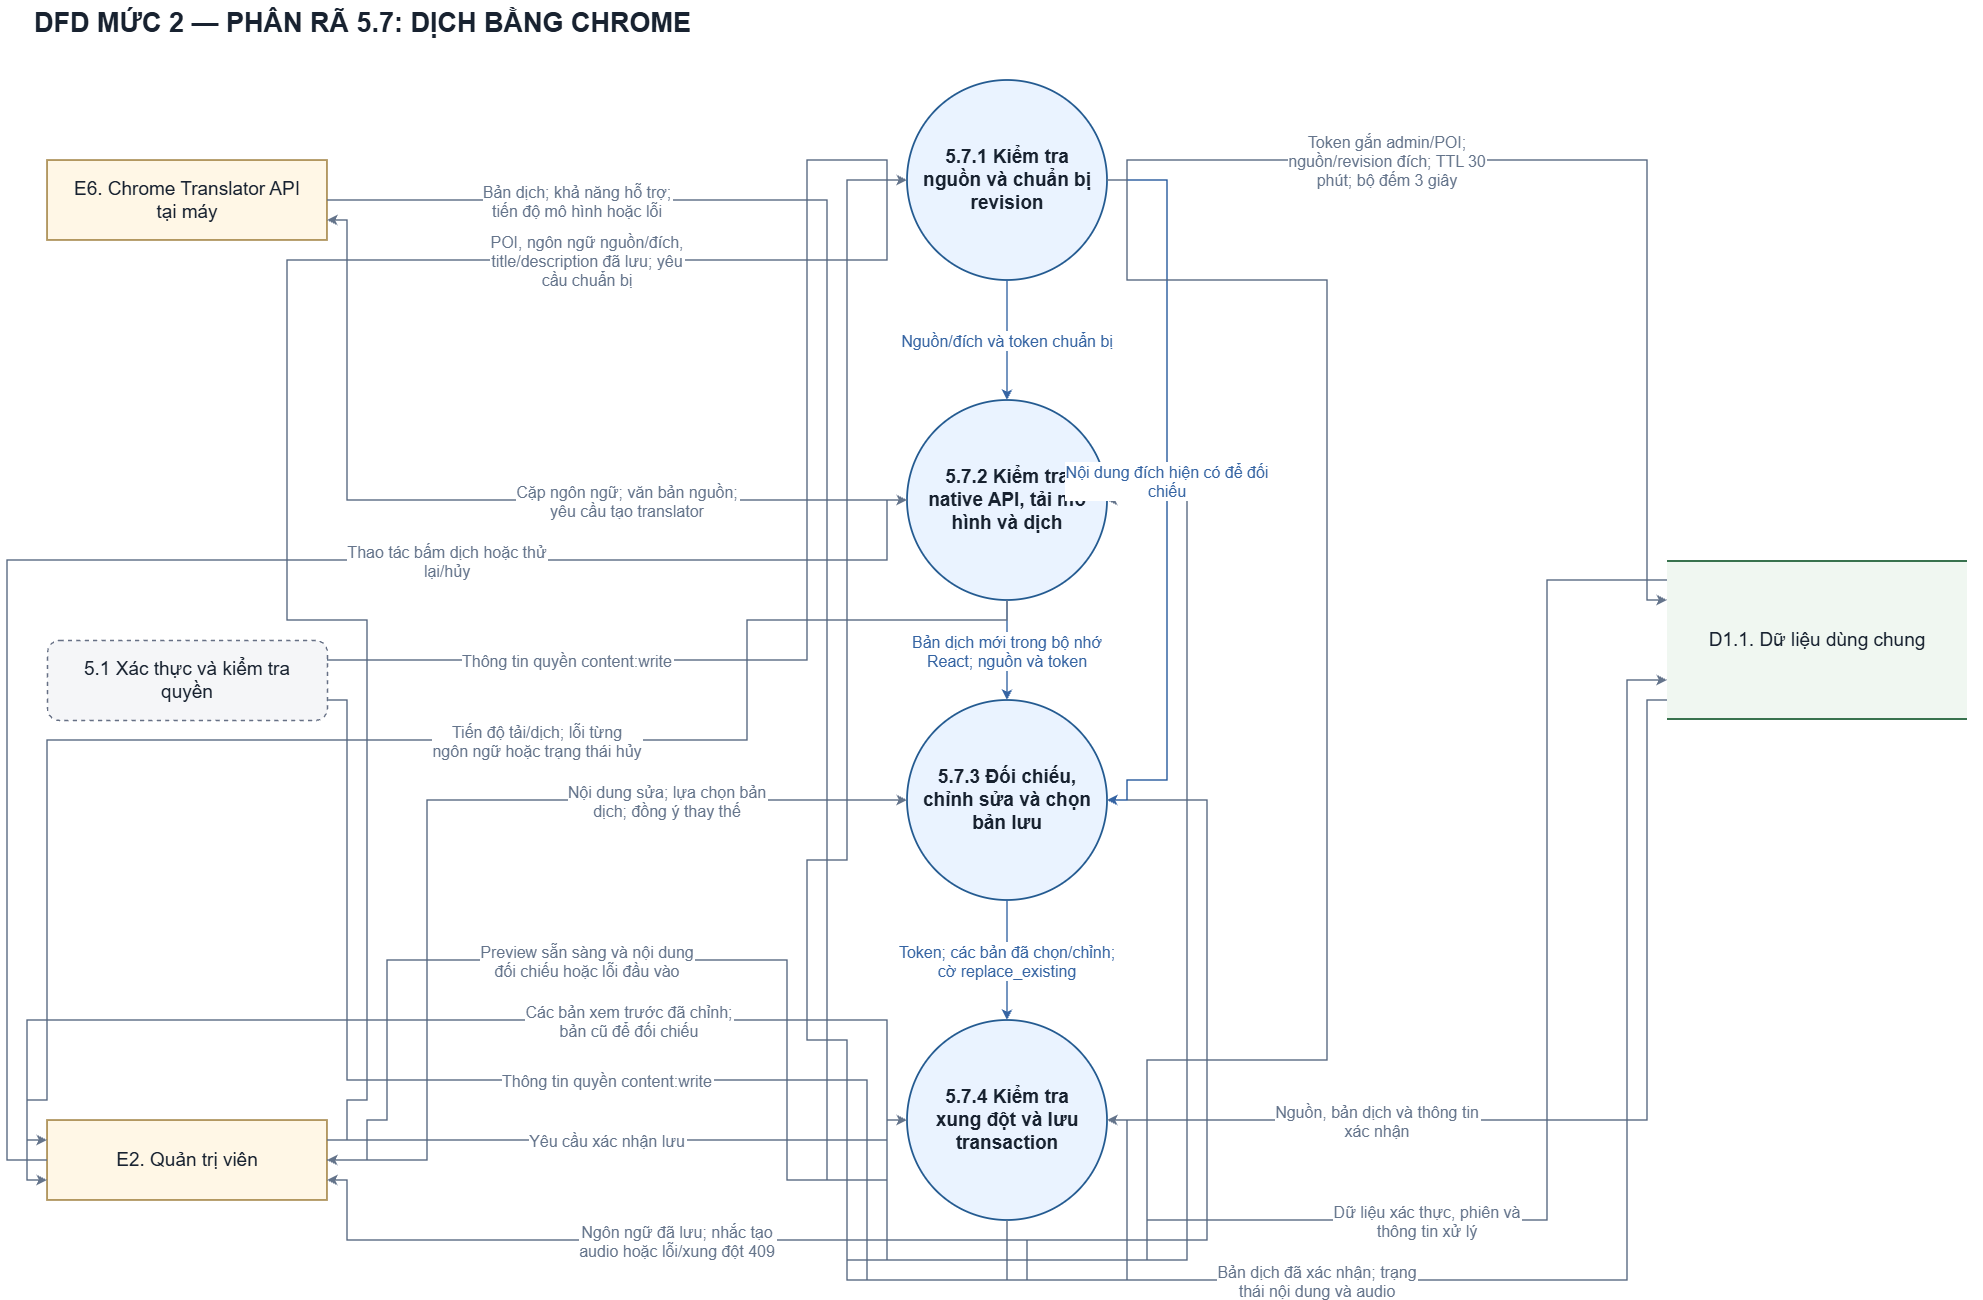 DFD MỨC 2 — PHÂN RÃ 5.7: DỊCH BẰNG CHROME
5.7.1 Kiểm tra
nguồn và chuẩn bị
revision
Token gắn admin/POI;
nguồn/revision đích; TTL 30
phút; bộ đếm 3 giây
E6. Chrome Translator API
tại máy
Bản dịch; khả năng hỗ trợ;
tiến độ mô hình hoặc lỗi
POI, ngôn ngữ nguồn/đích,
title/description đã lưu; yêu
cầu chuẩn bị
Nguồn/đích và token chuẩn bị
5.7.2 Kiểm tra
native API, tải mô
hình và dịch
Nội dung đích hiện có để đối
chiếu
Cặp ngôn ngữ; văn bản nguồn;
yêu cầu tạo translator
Thao tác bấm dịch hoặc thử
lại/hủy
5.1 Xác thực và kiểm tra
quyền
Thông tin quyền content:write
Bản dịch mới trong bộ nhớ
React; nguồn và token
D1.1. Dữ liệu dùng chung
Tiến độ tải/dịch; lỗi từng
ngôn ngữ hoặc trạng thái hủy
5.7.3 Đối chiếu,
chỉnh sửa và chọn
bản lưu
Nội dung sửa; lựa chọn bản
dịch; đồng ý thay thế
Preview sẵn sàng và nội dung
đối chiếu hoặc lỗi đầu vào
Token; các bản đã chọn/chỉnh;
cờ replace_existing
Các bản xem trước đã chỉnh;
bản cũ để đối chiếu
Thông tin quyền content:write
5.7.4 Kiểm tra
xung đột và lưu
transaction
Nguồn, bản dịch và thông tin
xác nhận
E2. Quản trị viên
Yêu cầu xác nhận lưu
Ngôn ngữ đã lưu; nhắc tạo
audio hoặc lỗi/xung đột 409
Dữ liệu xác thực, phiên và
thông tin xử lý
Bản dịch đã xác nhận; trạng
thái nội dung và audio